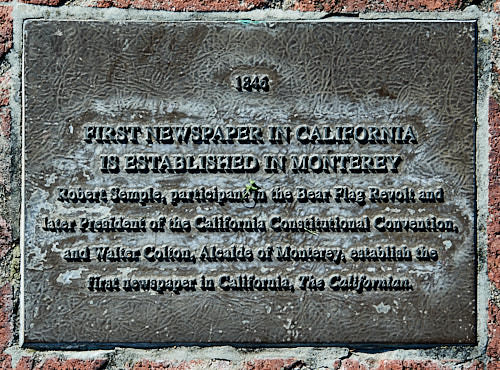 1846
FIRST NEWSPAPER IN CALIFORNIA
IS ESTABLISHED IN MONTEREY
Robert Semple, participant in the Bear Flag Revolt and
later President of the California Constitutional Convention,
and Walter Colton, Alcalde of Monterey, establish the
first newspaper in California, The Californian.